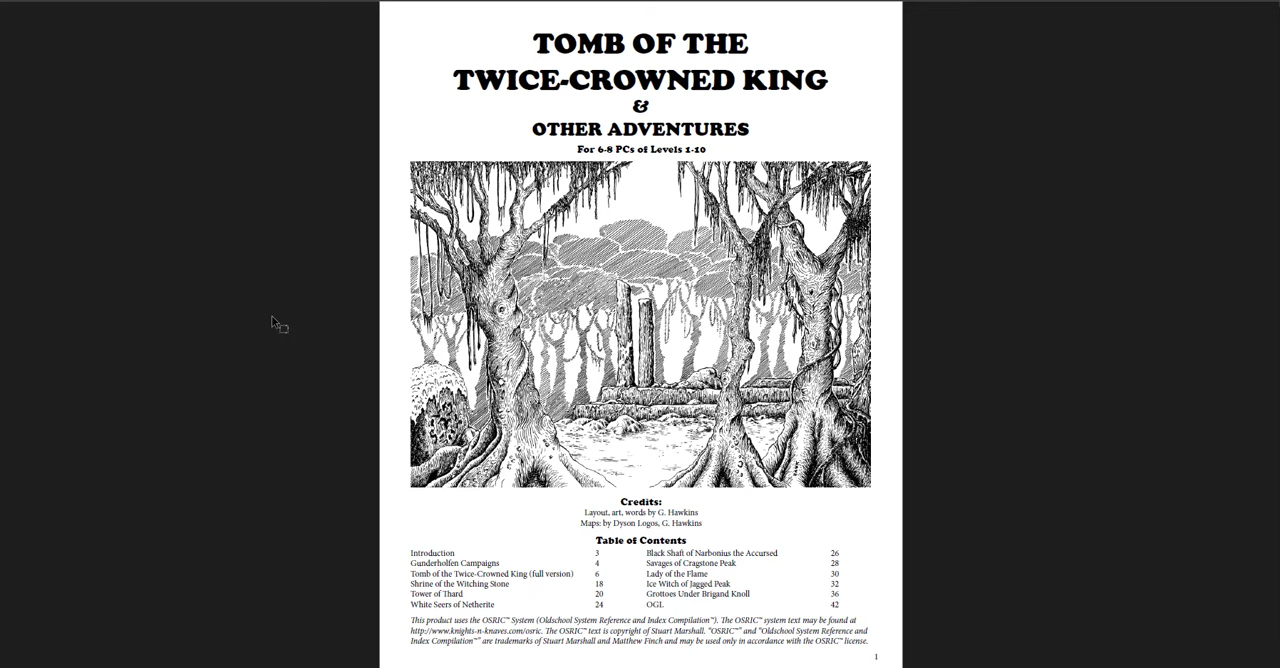 TOMB OF THE
TWICE-CROWNED KING
&
OTHER ADVENTURES
For 6-8 PCs of Levels 1-10
Credits:
Layout, art, words by G. Hawkins
Maps: by Dyson Logos, G. Hawkins
Table of Contents
Introduction 3
Gunderholfen Campaigns 4
Tomb of the Twice-Crowned King (full version) 6
Shrine of the Witching Stone 18
Tower of Thard 20
White Seers of Netherite 24
Black Shaft of Narbonius the Accursed 26
Savages of Cragstone Peak 28
Lady of the Flame 30
Ice Witch of Jagged Peak 32
Grottoes Under Brigand Knoll 36
OGL 42
This product uses the OSRIC™ System (Oldschool System Reference and Index Compilation™). The OSRIC™ system text may be found at
http://www.knights-n-knaves.com/osric. The OSRIC™ text is copyright of Stuart Marshall. "OSRIC™" and "Oldschool System Reference and
Index Compilation™" are trademarks of Stuart Marshall and Matthew Finch and may be used only in accordance with the OSRIC™ license.
1